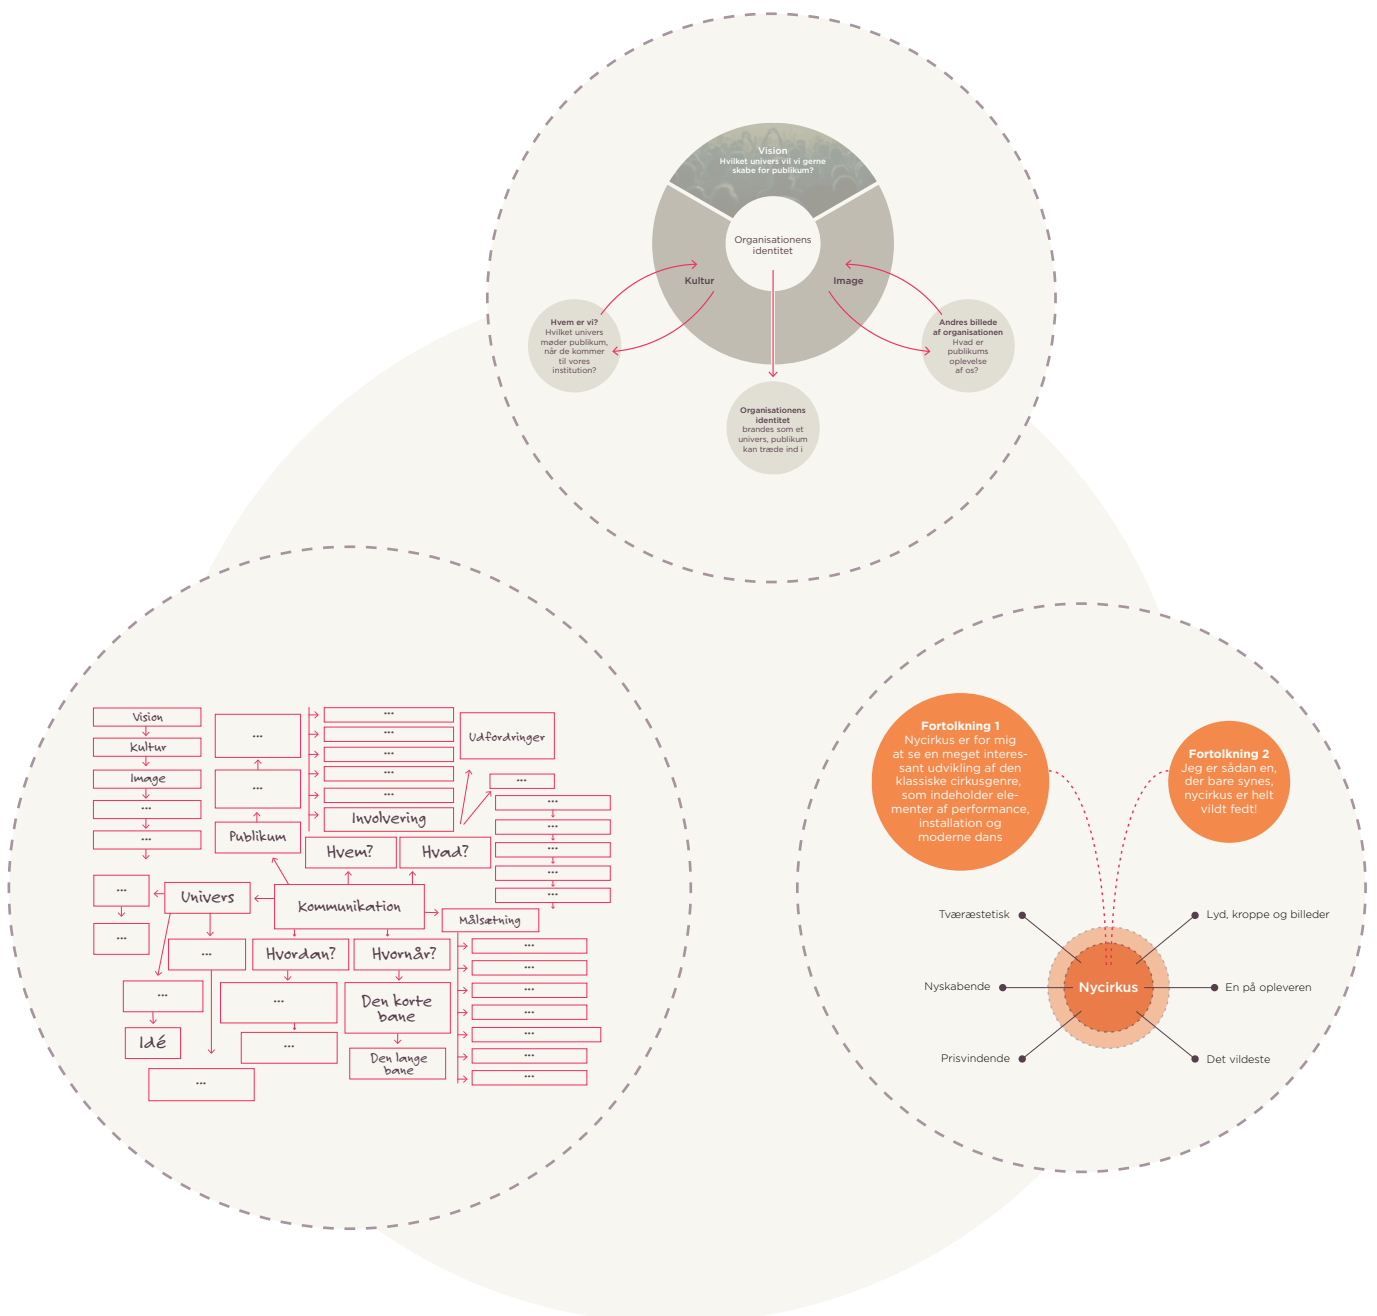 Vision
Hvilket univers vil vi gerne
skabe for publikum?
Organisationens
identitet
Kultur
Image
Hvem er vi?
Hvilket univers
møder publikum,
når de kommer
til vores
institution?
Andres billede
af organisationen
Hvad er
publikums
oplevelse
af os?
Organisationens
identitet
brandes som et
univers, publikum
kan træde ind i
Vision
Kultur
Image
...
...
...
...
Publikum
...
...
...
...
...
Involvering
Udfordringer
...
...
...
...
...
...
Hvem?
Hvad?
...
...
Univers
Kommunikation
Målsætning
...
Hvordan?
Hvornår?
...
...
...
...
...
...
...
...
Idé
...
...
Den korte
bane
Den lange
bane
...
Fortolkning 1
Nycirkus er for mig
at se en meget interes-
sant udvikling af den
klassiske cirkusgenre,
som indeholder ele-
menter af performance,
installation og
moderne dans
Fortolkning 2
Jeg er sådan en,
der bare synes,
nycirkus er helt
vildt fedt!
Tværæstetisk
Nyskabende
Prisvindende
Nycirkus
Lyd, kroppe og billeder
En på opleveren
Det vildeste